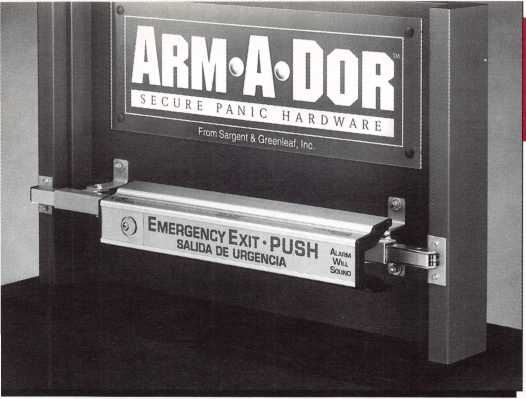 ARM•A•DOR™
SECURE PANIC HARDWARE
From Sargent & Greenleaf, Inc.
EMERGENCY EXIT • PUSH
SALIDA DE URGENCIA
ALARM
WILL
SOUND